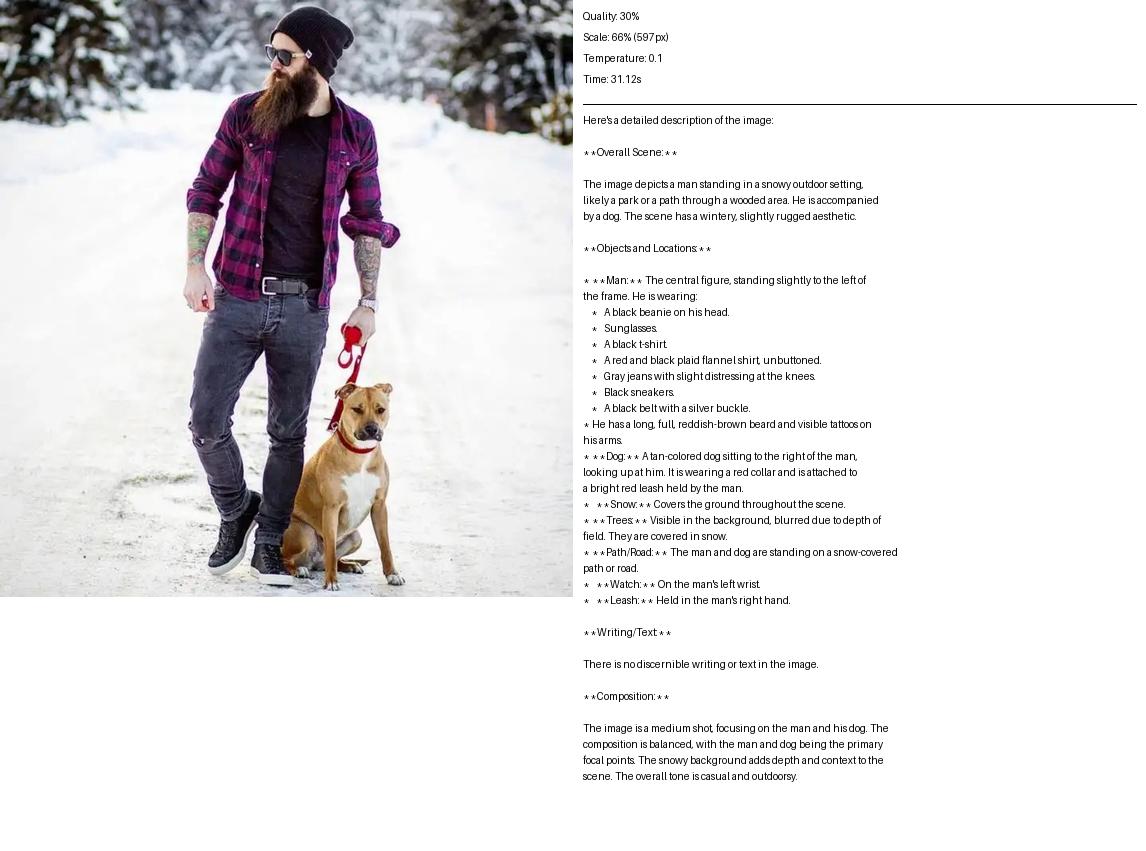 Quality: 30%
Scale: 66% (597px)
Temperature: 0.1
Time: 31.12s
Here's a detailed description of the image:
**Overall Scene:**
The image depicts a man standing in a snowy outdoor setting,
likely a park or a path through a wooded area. He is accompanied
by a dog. The scene has a wintery, slightly rugged aesthetic.
**Objects and Locations:**
* **Man:** The central figure, standing slightly to the left of
the frame. He is wearing:
* A black beanie on his head.
* Sunglasses.
* A black t-shirt.
* A red and black plaid flannel shirt, unbuttoned.
* Gray jeans with slight distressing at the knees.
* Black sneakers.
* A black belt with a silver buckle.
* He has a long, full, reddish-brown beard and visible tattoos on
his arms.
* **Dog:** A tan-colored dog sitting to the right of the man,
looking up at him. It is wearing a red collar and is attached to
a bright red leash held by the man.
* **Snow:** Covers the ground throughout the scene.
* **Trees:** Visible in the background, blurred due to depth of
field. They are covered in snow.
* **Path/Road:** The man and dog are standing on a snow-covered
path or road.
* **Watch:** On the man's left wrist.
* **Leash:** Held in the man's right hand.
**Writing/Text:**
There is no discernible writing or text in the image.
**Composition:**
The image is a medium shot, focusing on the man and his dog. The
composition is balanced, with the man and dog being the primary
focal points. The snowy background adds depth and context to the
scene. The overall tone is casual and outdoorsy.